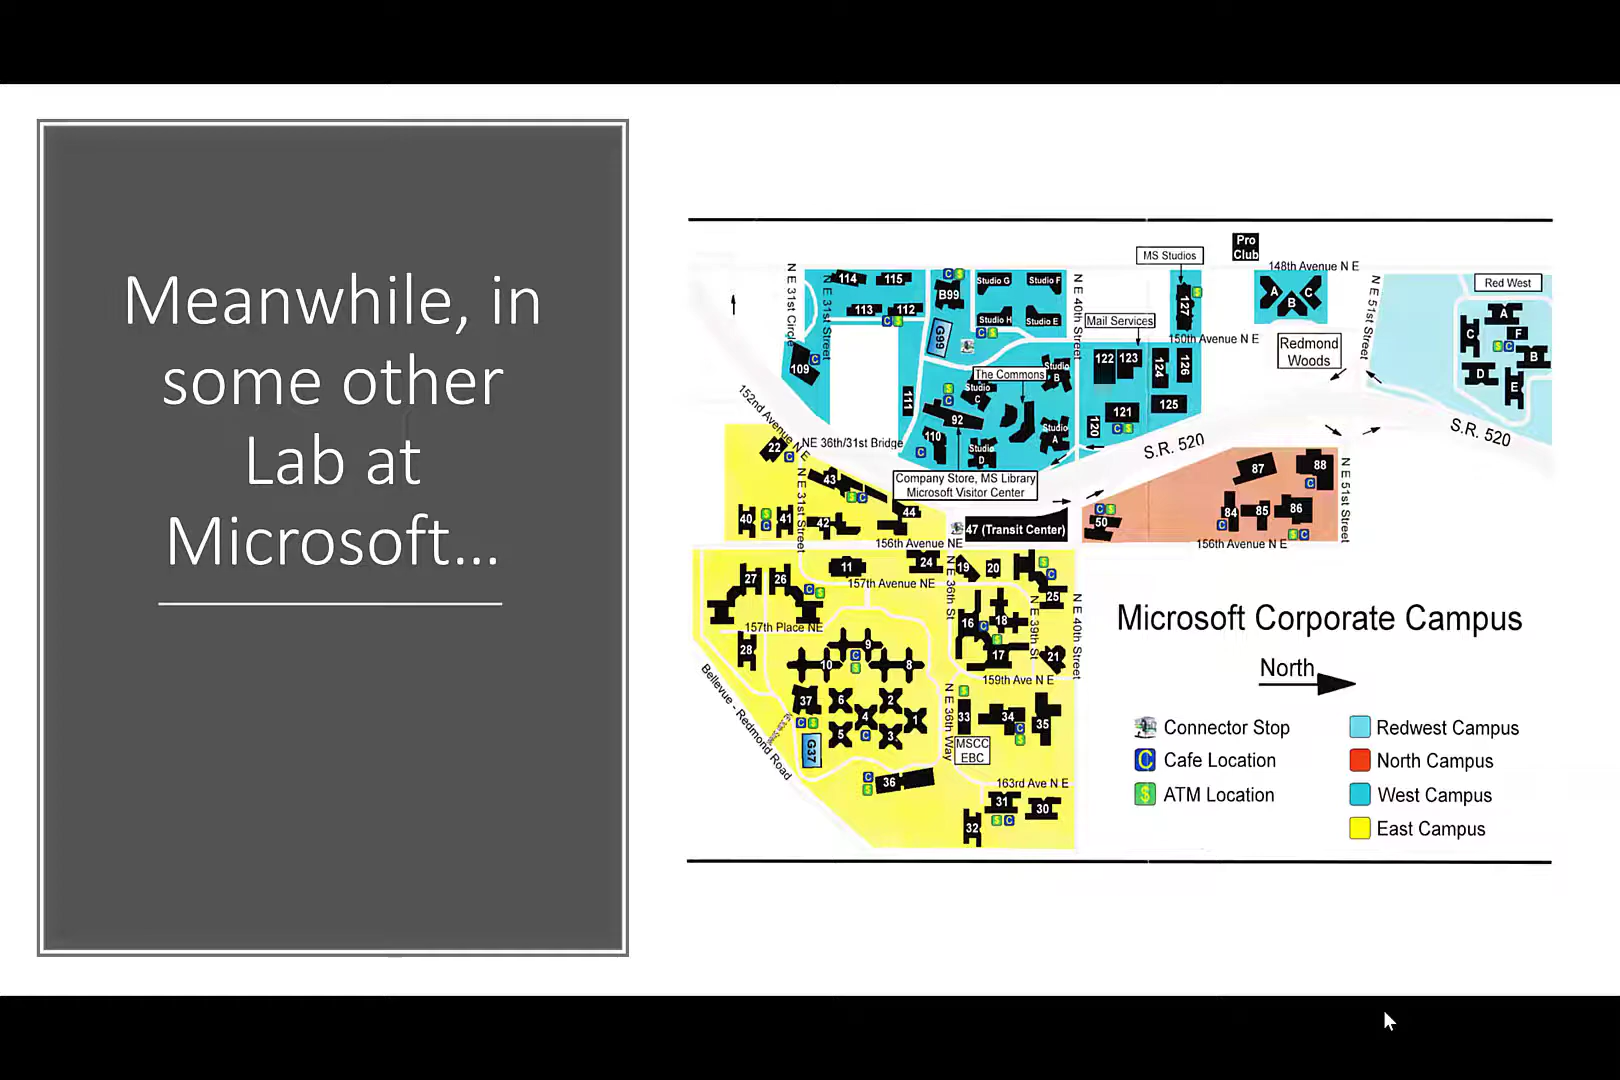 Meanwhile, in
some other
Lab at
Microsoft...
Pro
Club
MS Studios
148th Avenue N E
Red West
N E 31st Circle
N E 31st Street
114
115
B99
Studio G
Studio F
N E 40th Street
127
A
B
C
N E 51st Street
A
C
F
B
D
E
113
112
Studio H
Studio E
Mail Services
G99
150th Avenue N E
Redmond
Woods
109
The Commons
Studio
B
122
123
124
126
111
Studio
C
92
121
125
120
110
Studio
A
Studio
D
152nd Avenue N E
NE 36th/31st Bridge
S.R. 520
S.R. 520
22
Company Store, MS Library
Microsoft Visitor Center
43
N E 31st Street
87
88
N E 51st Street
40
41
42
44
47 (Transit Center)
50
84
85
86
156th Avenue NE
156th Avenue N E
27
26
11
24
19
20
25
157th Avenue NE
N E 36th St
N E 39th St
N E 40th Street
16
18
17
21
157th Place NE
28
9
10
8
159th Ave N E
Bellevue - Redmond Road
37
6
2
4
1
5
3
G37
N E 36th Way
33
34
35
MSCC
EBC
36
163rd Ave N E
31
30
32
Microsoft Corporate Campus
North
Connector Stop
Redwest Campus
C
Cafe Location
North Campus
$
ATM Location
West Campus
East Campus